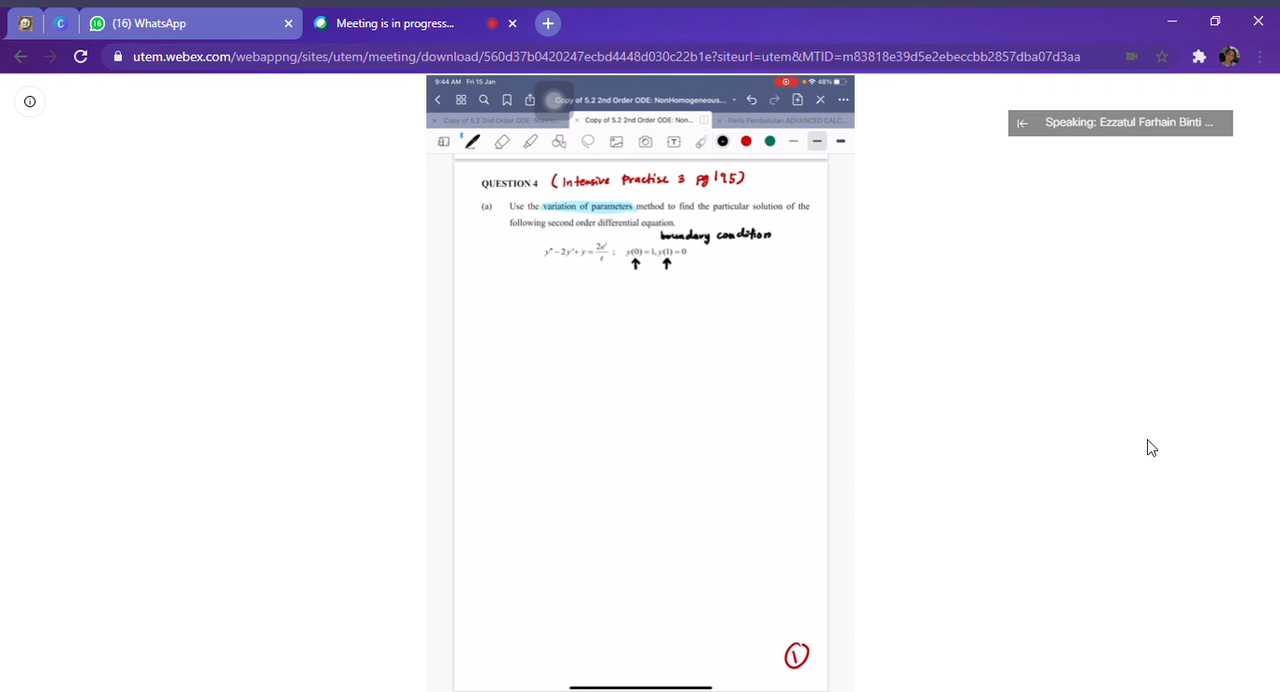 (16) WhatsApp
Meeting is in progress...
utem.webex.com/webappng/sites/utem/meeting/download/560d37b0420247ecbd4448d030c22b1e?siteurl=utem&MTID=m83818e39d5e2ebeccbb2857dba07d3aa
9:44 AM Fri 15 Jan
48%
Copy of 5.2 2nd Order ODE: NonHomogeneous...
Copy of 5.2 2nd Order ODE: Non...
Perlu Pembetulan ADVANCED CALC...
Speaking: Ezzatul Farhain Binti ...
QUESTION 4 (Intensive Practise 3 pg 195)
(a) Use the variation of parameters method to find the particular solution of the
following second order differential equation.
boundary condition
y" − 2y' + y = 2e^t/t ; y(0) = 1, y(1) = 0
1